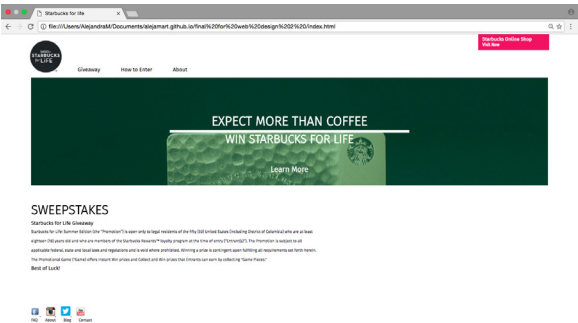 Starbucks for life
file:///Users/AlejandraM/Documents/alejamart.github.io/final%20for%20web%20design%202%20/index.html
Starbucks Online Shop
Visit Now
STARBUCKS
for LIFE
Giveaway How to Enter About
EXPECT MORE THAN COFFEE
WIN STARBUCKS FOR LIFE
Learn More
SWEEPSTAKES
Starbucks for Life Giveaway
Starbucks for Life Summer Edition (the "Promotion") is open only to legal residents of the fifty (50) United States (including District of Columbia) who are at least
eighteen (18) years old and who are members of the Starbucks Rewards™ loyalty program at the time of entry ("Entrant(s)"). The Promotion is subject to all
applicable federal, state and local laws and regulations and is void where prohibited. Winning a prize is contingent upon fulfilling all requirements set forth herein.
The Promotional Game ("Game) offers Instant Win prizes and Collect and Win prizes that Entrants can earn by collecting "Game Pieces."
Best of Luck!
FAQ About Blog Contact